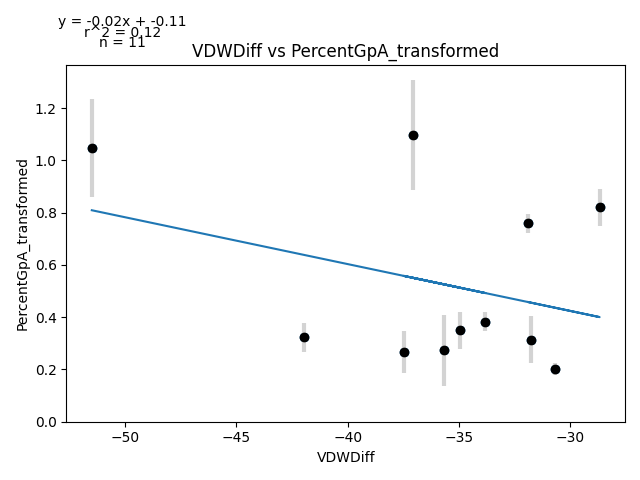 y = -0.02x + -0.11
r^2 = 0.12
n = 11
VDWDiff vs PercentGpA_transformed
PercentGpA_transformed
1.2
1.0
0.8
0.6
0.4
0.2
0.0
−50
−45
−40
−35
−30
VDWDiff